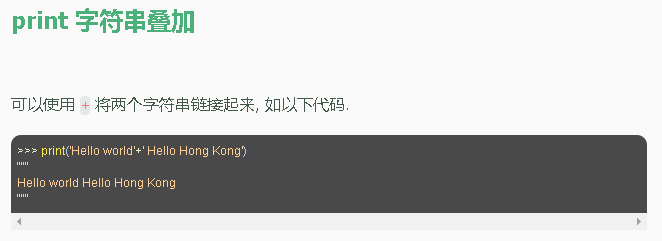 print 字符串叠加
可以使用 + 将两个字符串链接起来, 如以下代码.
>>> print('Hello world'+' Hello Hong Kong')
"""
Hello world Hello Hong Kong
"""